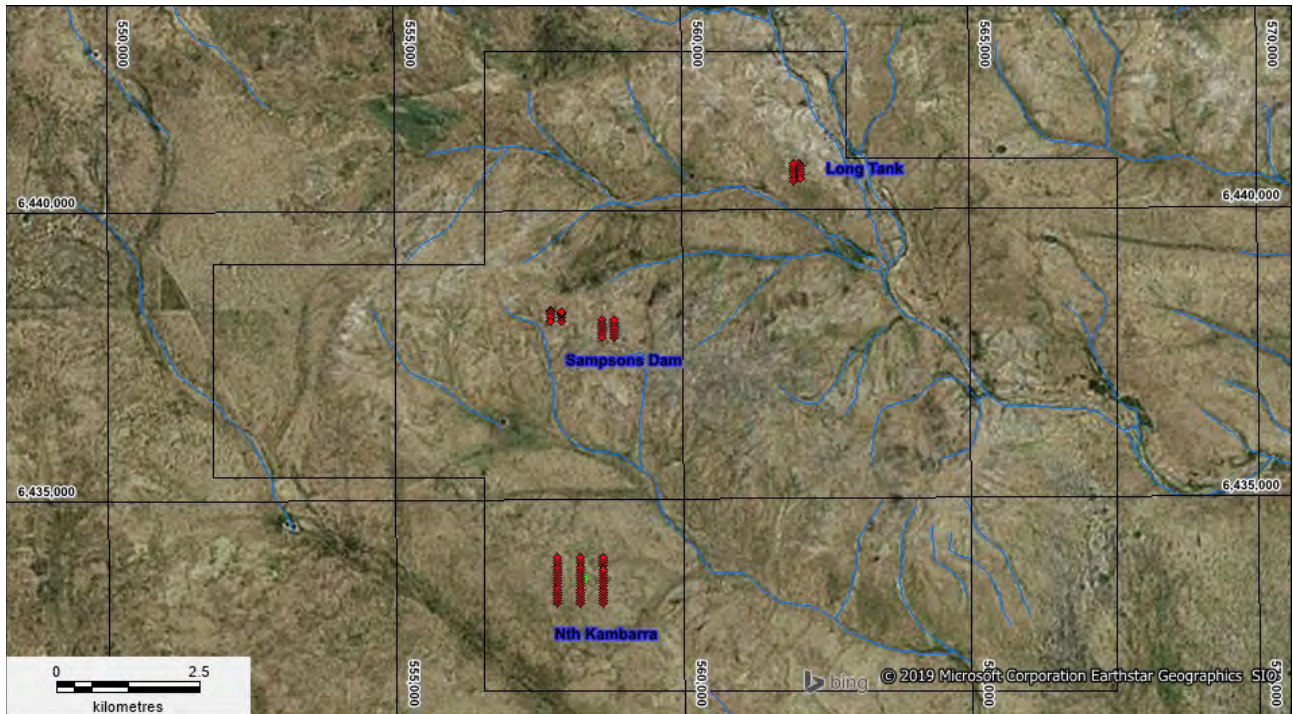 550,000
555,000
560,000
565,000
570,000
Long Tank
6,440,000
6,440,000
Sampsons Dam
6,435,000
6,435,000
Nth Kambarra
0 2.5
kilometres
555,000
560,000
bing © 2019 Microsoft Corporation Earthstar Geographics SIO